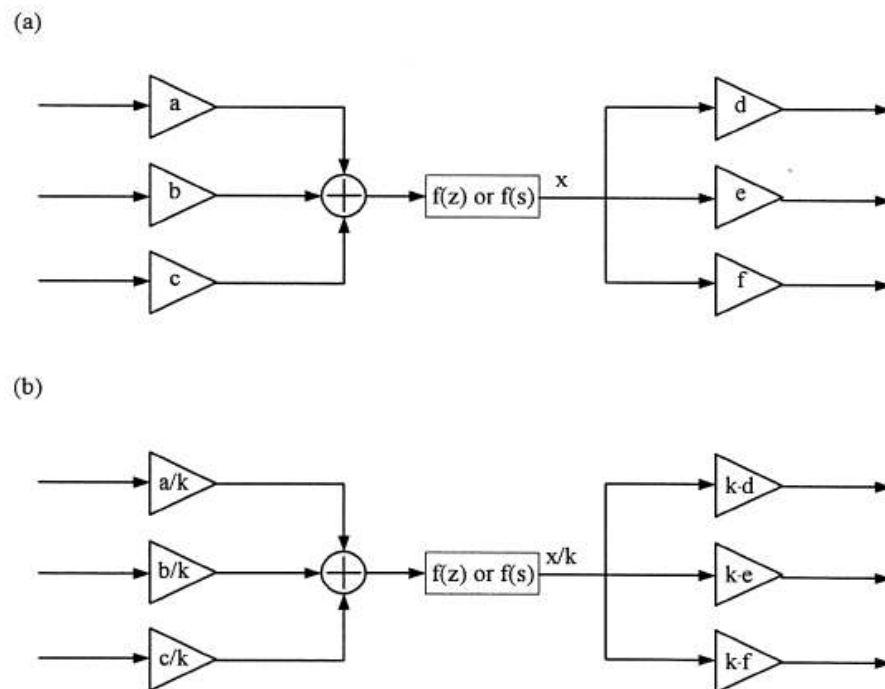 (a)
a
d
b
f(z) or f(s)
x
e
c
f
(b)
a/k
k·d
b/k
f(z) or f(s)
x/k
k·e
c/k
k·f